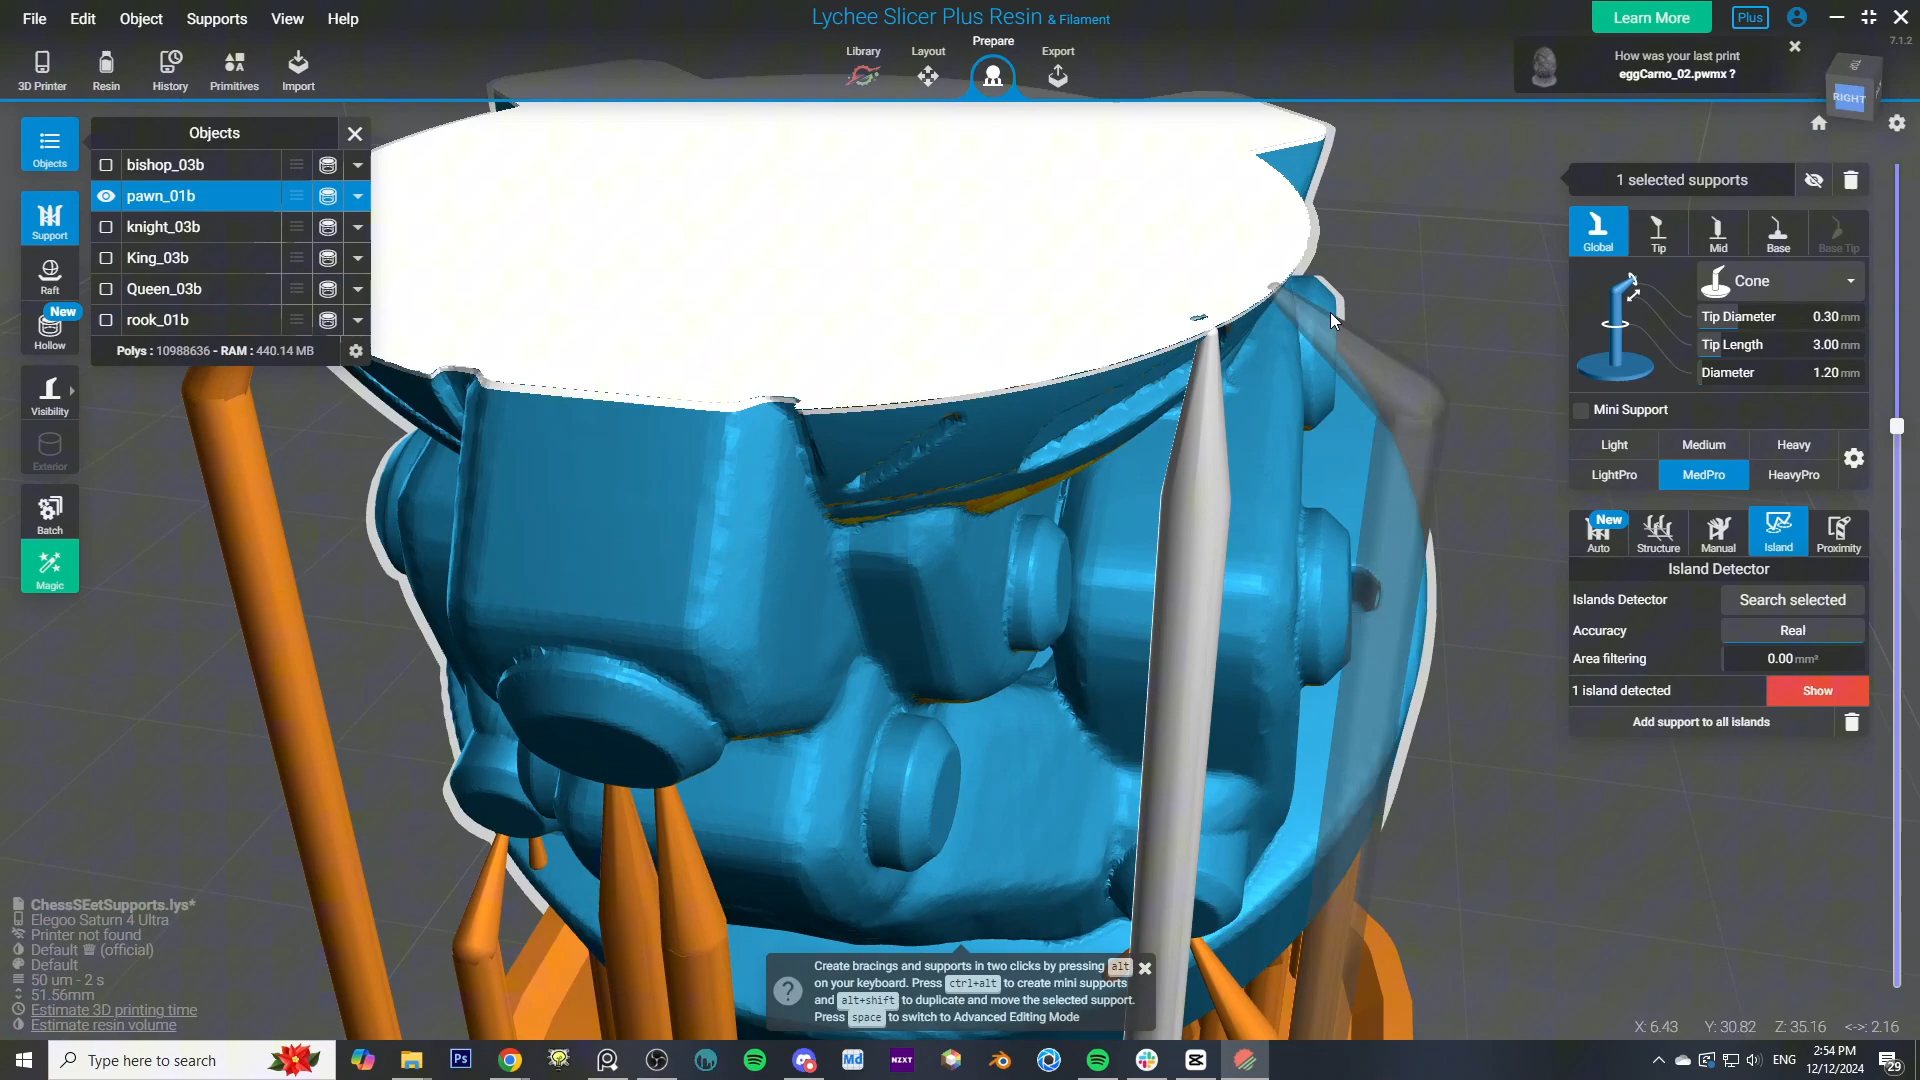 File Edit Object Supports View Help
Lychee Slicer Plus Resin & Filament
Learn More
Plus
7.1.2
3D Printer
Resin
History
Primitives
Import
Library
Layout
Prepare
Export
How was your last print
eggCarno_02.pwmx ?
RIGHT
Objects
Objects
bishop_03b
pawn_01b
knight_03b
King_03b
Queen_03b
rook_01b
Polys : 10988636 - RAM : 440.14 MB
Support
Raft
New
Hollow
Visibility
Exterior
Batch
Magic
1 selected supports
Global
Tip
Mid
Base
Base Tip
Cone
Tip Diameter 0.30 mm
Tip Length 3.00 mm
Diameter 1.20 mm
Mini Support
Light Medium Heavy
LightPro MedPro HeavyPro
New
Auto Structure Manual Island Proximity
Island Detector
Islands Detector Search selected
Accuracy Real
Area filtering 0.00 mm²
1 island detected Show
Add support to all islands
ChessSEetSupports.lys*
Elegoo Saturn 4 Ultra
Printer not found
Default (official)
Default
50 um - 2 s
51.56mm
Estimate 3D printing time
Estimate resin volume
Create bracings and supports in two clicks by pressing alt
on your keyboard. Press ctrl+alt to create mini supports
and alt+shift to duplicate and move the selected support.
Press space to switch to Advanced Editing Mode
X: 6.43 Y: 30.82 Z: 35.16 <->: 2.16
Type here to search
Ps
Md
NZXT
ENG
2:54 PM
12/12/2024
29